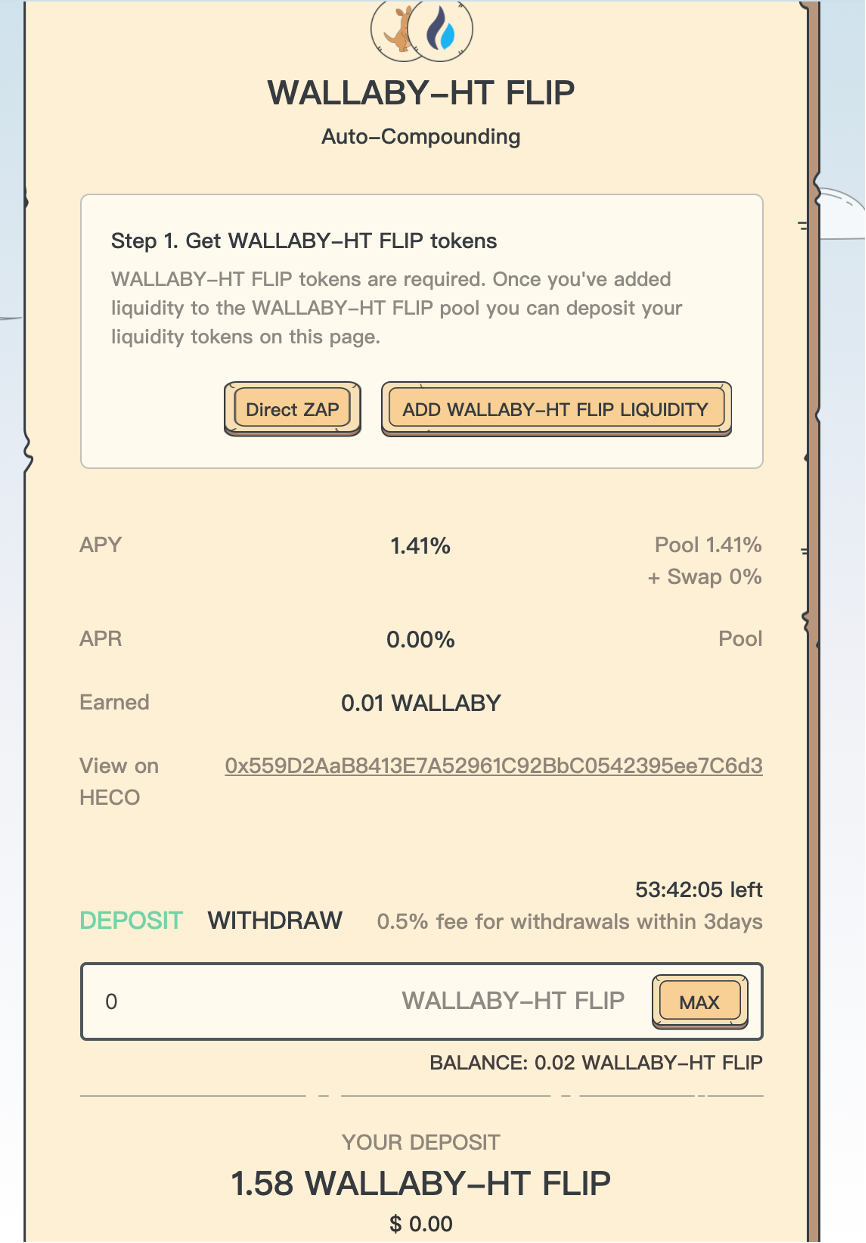 WALLABY–HT FLIP
Auto–Compounding
Step 1. Get WALLABY–HT FLIP tokens
WALLABY–HT FLIP tokens are required. Once you've added
liquidity to the WALLABY–HT FLIP pool you can deposit your
liquidity tokens on this page.
Direct ZAP ADD WALLABY–HT FLIP LIQUIDITY
APY 1.41% Pool 1.41%
+ Swap 0%
APR 0.00% Pool
Earned 0.01 WALLABY
View on 0x559D2AaB8413E7A52961C92BbC0542395ee7C6d3
HECO
53:42:05 left
DEPOSIT WITHDRAW 0.5% fee for withdrawals within 3days
0 WALLABY–HT FLIP MAX
BALANCE: 0.02 WALLABY–HT FLIP
YOUR DEPOSIT
1.58 WALLABY–HT FLIP
$ 0.00